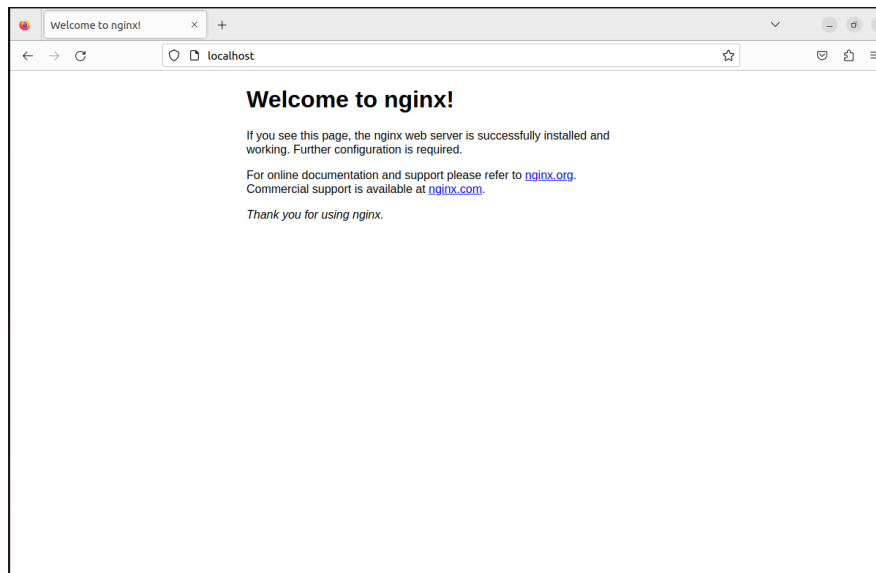 Welcome to nginx!
localhost
Welcome to nginx!
If you see this page, the nginx web server is successfully installed and
working. Further configuration is required.
For online documentation and support please refer to nginx.org.
Commercial support is available at nginx.com.
Thank you for using nginx.